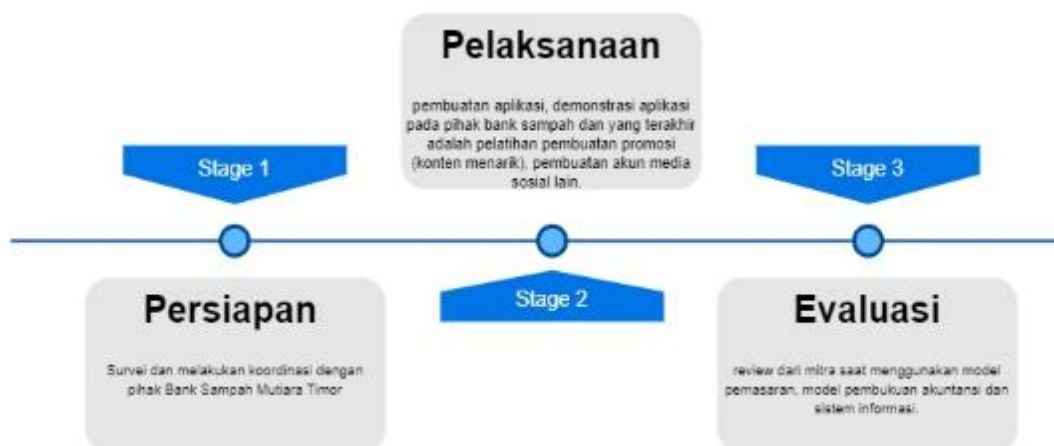 Stage 1
Persiapan
Survei dan melakukan koordinasi dengan
pihak Bank Sampah Mutiara Timor
Pelaksanaan
pembuatan aplikasi, demonstrasi aplikasi
pada pihak bank sampah dan yang terakhir
adalah pelatihan pembuatan promosi
(konten menarik), pembuatan akun media
sosial lain.
Stage 2
Stage 3
Evaluasi
review dari mitra saat menggunakan model
pemasaran, model pembukuan akuntansi dan
sistem informasi.